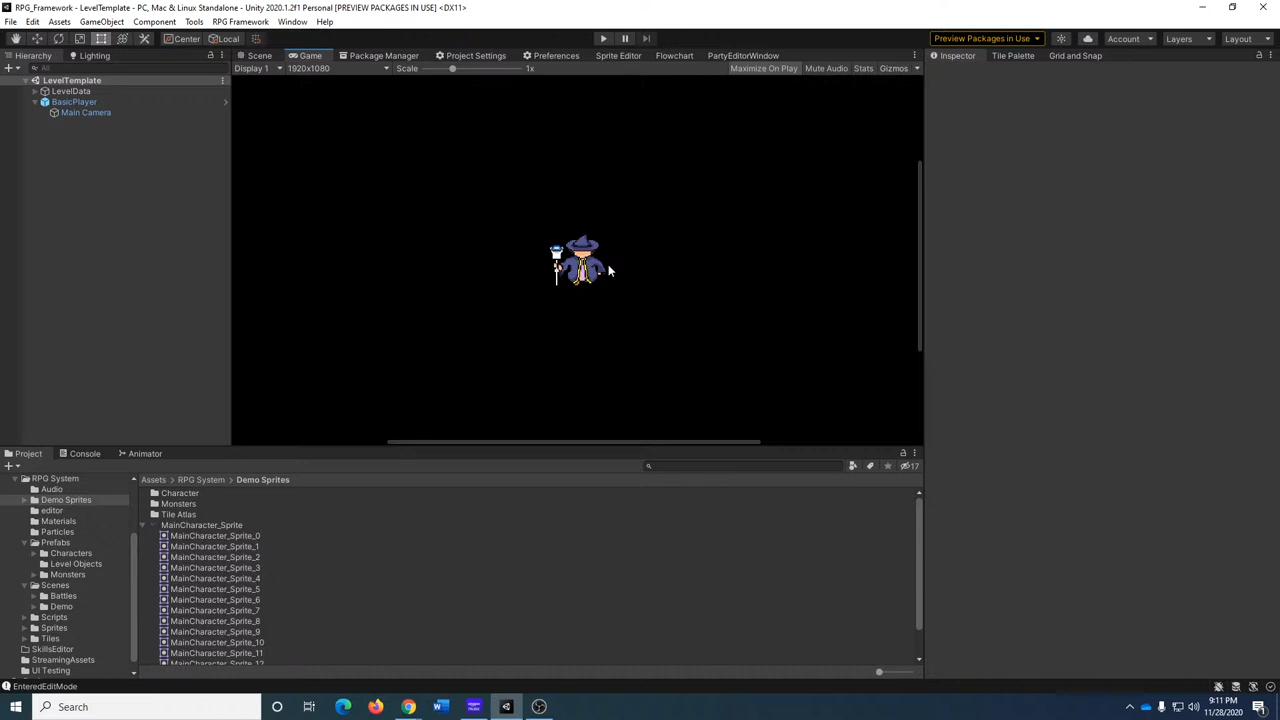 RPG_Framework - LevelTemplate - PC, Mac & Linux Standalone - Unity 2020.1.2f1 Personal [PREVIEW PACKAGES IN USE] <DX11>
File Edit Assets GameObject Component Tools RPG Framework Window Help
Center Local Preview Packages in Use Account Layers Layout
Hierarchy Lighting Scene Game Package Manager Project Settings Preferences Sprite Editor Flowchart PartyEditorWindow Inspector Tile Palette Grid and Snap
All Display 1 1920x1080 Scale 1x Maximize On Play Mute Audio Stats Gizmos
LevelTemplate
LevelData
BasicPlayer
Main Camera
Project Console Animator
17
RPG System
Audio
Demo Sprites
editor
Materials
Particles
Prefabs
Characters
Level Objects
Monsters
Scenes
Battles
Demo
Scripts
Sprites
Tiles
SkillsEditor
StreamingAssets
UI Testing
Assets RPG System Demo Sprites
Character
Monsters
Tile Atlas
MainCharacter_Sprite
MainCharacter_Sprite_0
MainCharacter_Sprite_1
MainCharacter_Sprite_2
MainCharacter_Sprite_3
MainCharacter_Sprite_4
MainCharacter_Sprite_5
MainCharacter_Sprite_6
MainCharacter_Sprite_7
MainCharacter_Sprite_8
MainCharacter_Sprite_9
MainCharacter_Sprite_10
MainCharacter_Sprite_11
MainCharacter_Sprite_12
EnteredEditMode
Search
9:11 PM
11/28/2020